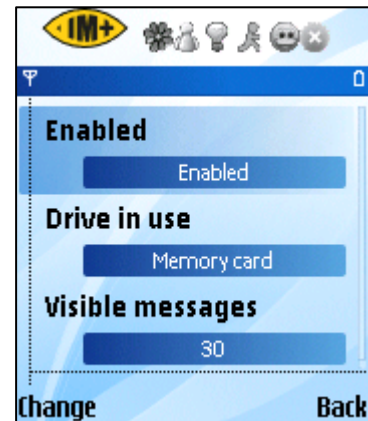 IM+
Enabled
Enabled
Drive in use
Memory card
Visible messages
30
Change Back